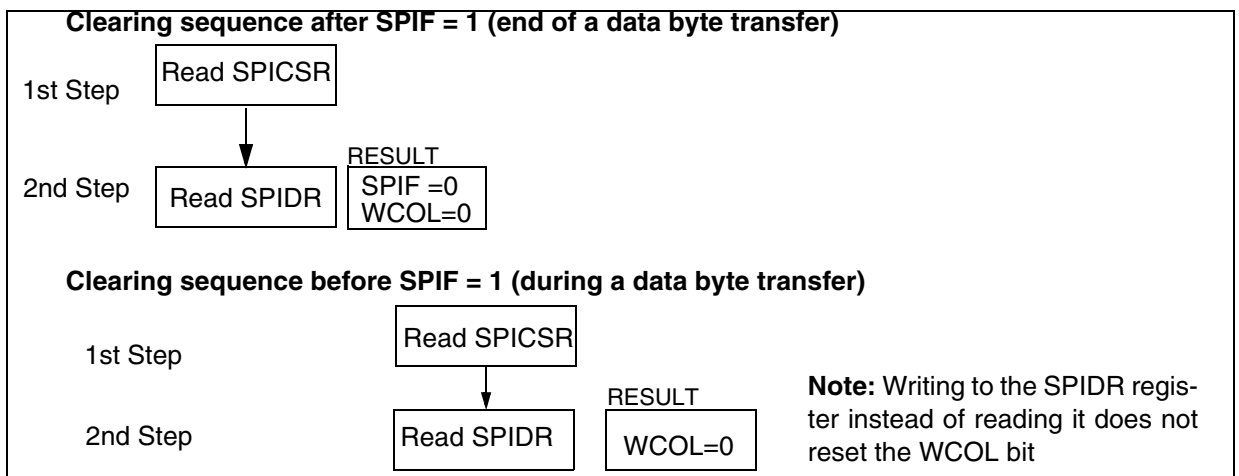 Clearing sequence after SPIF = 1 (end of a data byte transfer)
1st Step
Read SPICSR
RESULT
2nd Step
Read SPIDR
SPIF =0
WCOL=0
Clearing sequence before SPIF = 1 (during a data byte transfer)
1st Step
Read SPICSR
RESULT
2nd Step
Read SPIDR
WCOL=0
Note: Writing to the SPIDR regis-
ter instead of reading it does not
reset the WCOL bit